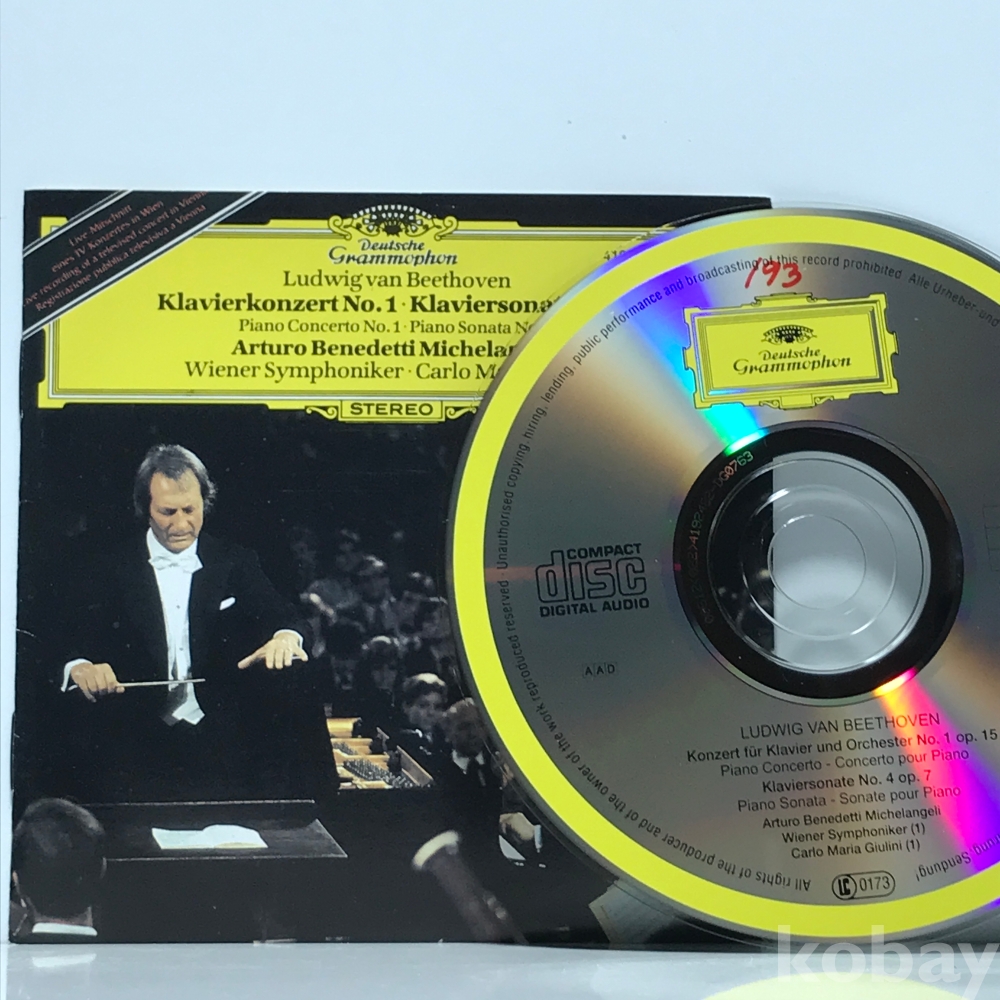 Live-Mitschnitt
eines TV-Konzertes in Wien
Live recording of a televised concert in Vienna
Registrazione pubblica televisiva a Vienna
Deutsche
Grammophon
Ludwig van Beethoven
Klavierkonzert No. 1 · Klaviersona
Piano Concerto No. 1 · Piano Sonata No
Arturo Benedetti Michelan
Wiener Symphoniker · Carlo Ma
STEREO
193
Unauthorised copying, hiring, lending, public performance and broadcasting of this record prohibited
Alle Urheber- und
All rights of the producer and of the owner of the work reproduced reserved
Deutsche
Grammophon
COMPACT
disc
DIGITAL AUDIO
AAD
LUDWIG VAN BEETHOVEN
Konzert für Klavier und Orchester No. 1 op. 15
Piano Concerto - Concerto pour Piano
Klaviersonate No. 4 op. 7
Piano Sonata - Sonate pour Piano
Arturo Benedetti Michelangeli
Wiener Symphoniker (1)
Carlo Maria Giulini (1)
LC 0173
Sendung!
kobay